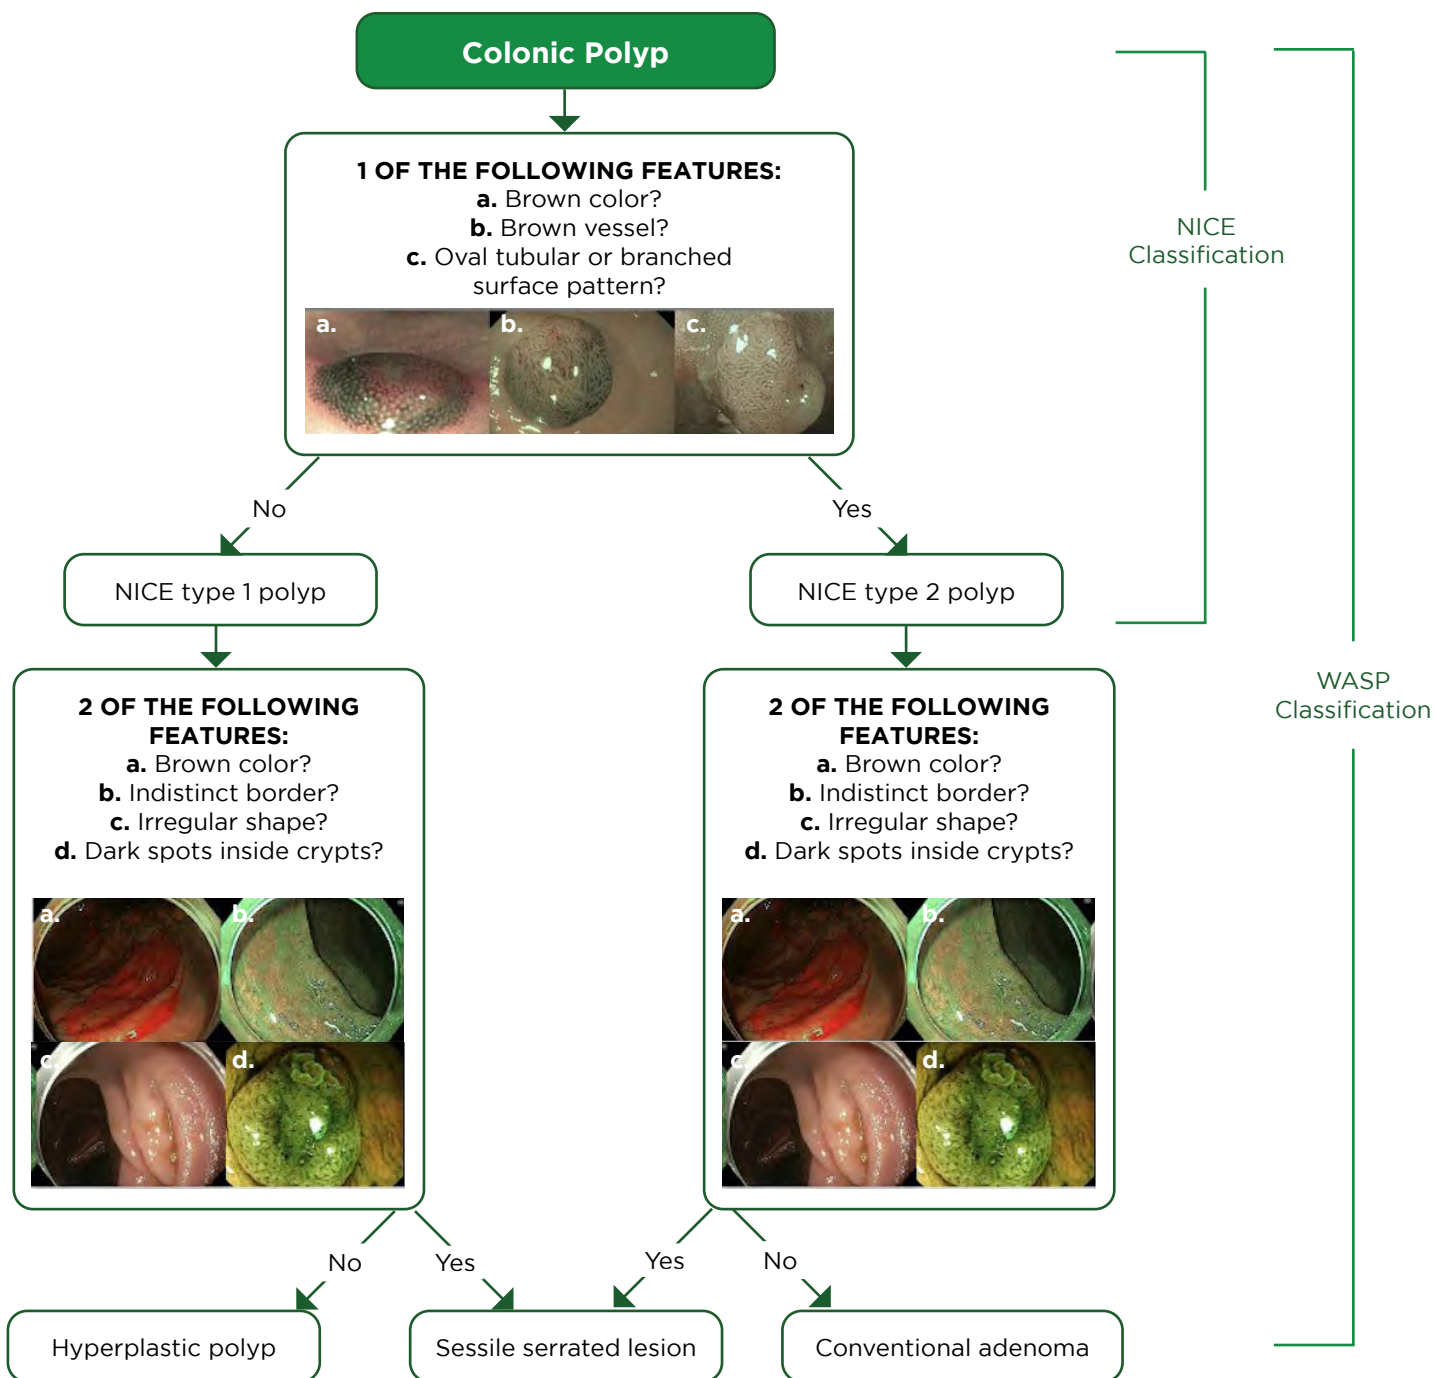 Colonic Polyp
1 OF THE FOLLOWING FEATURES:
a. Brown color?
b. Brown vessel?
c. Oval tubular or branched
surface pattern?
a.
b.
c.
NICE
Classification
No
Yes
NICE type 1 polyp
NICE type 2 polyp
2 OF THE FOLLOWING
FEATURES:
a. Brown color?
b. Indistinct border?
c. Irregular shape?
d. Dark spots inside crypts?
a.
b.
c.
d.
2 OF THE FOLLOWING
FEATURES:
a. Brown color?
b. Indistinct border?
c. Irregular shape?
d. Dark spots inside crypts?
a.
b.
c.
d.
WASP
Classification
No
Yes
Yes
No
Hyperplastic polyp
Sessile serrated lesion
Conventional adenoma